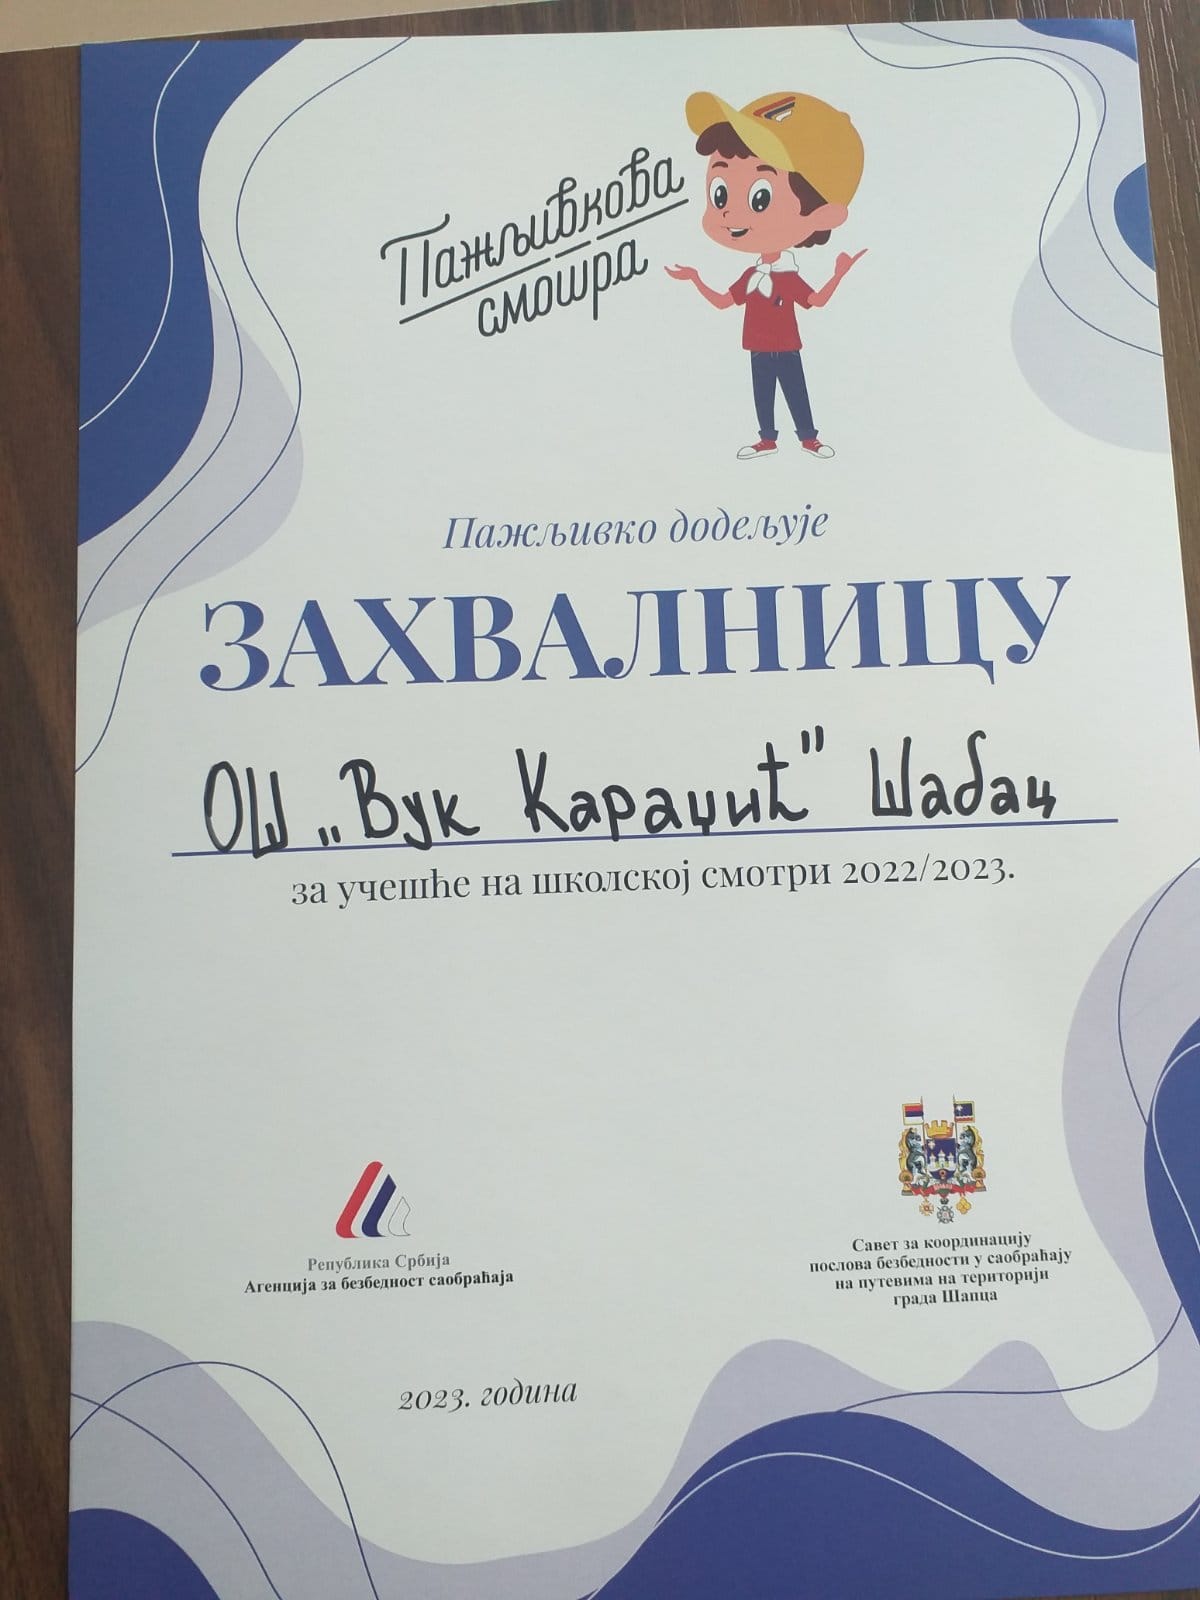 Пажљивкова
смотра
Пажљивко додељује
ЗАХВАЛНИЦУ
ОШ „Вук Караџић" Шабац
за учешће на школској смотри 2022/2023.
Република Србија
Агенција за безбедност саобраћаја
Савет за координацију
послова безбедности у саобраћају
на путевима на територији
града Шапца
2023. година